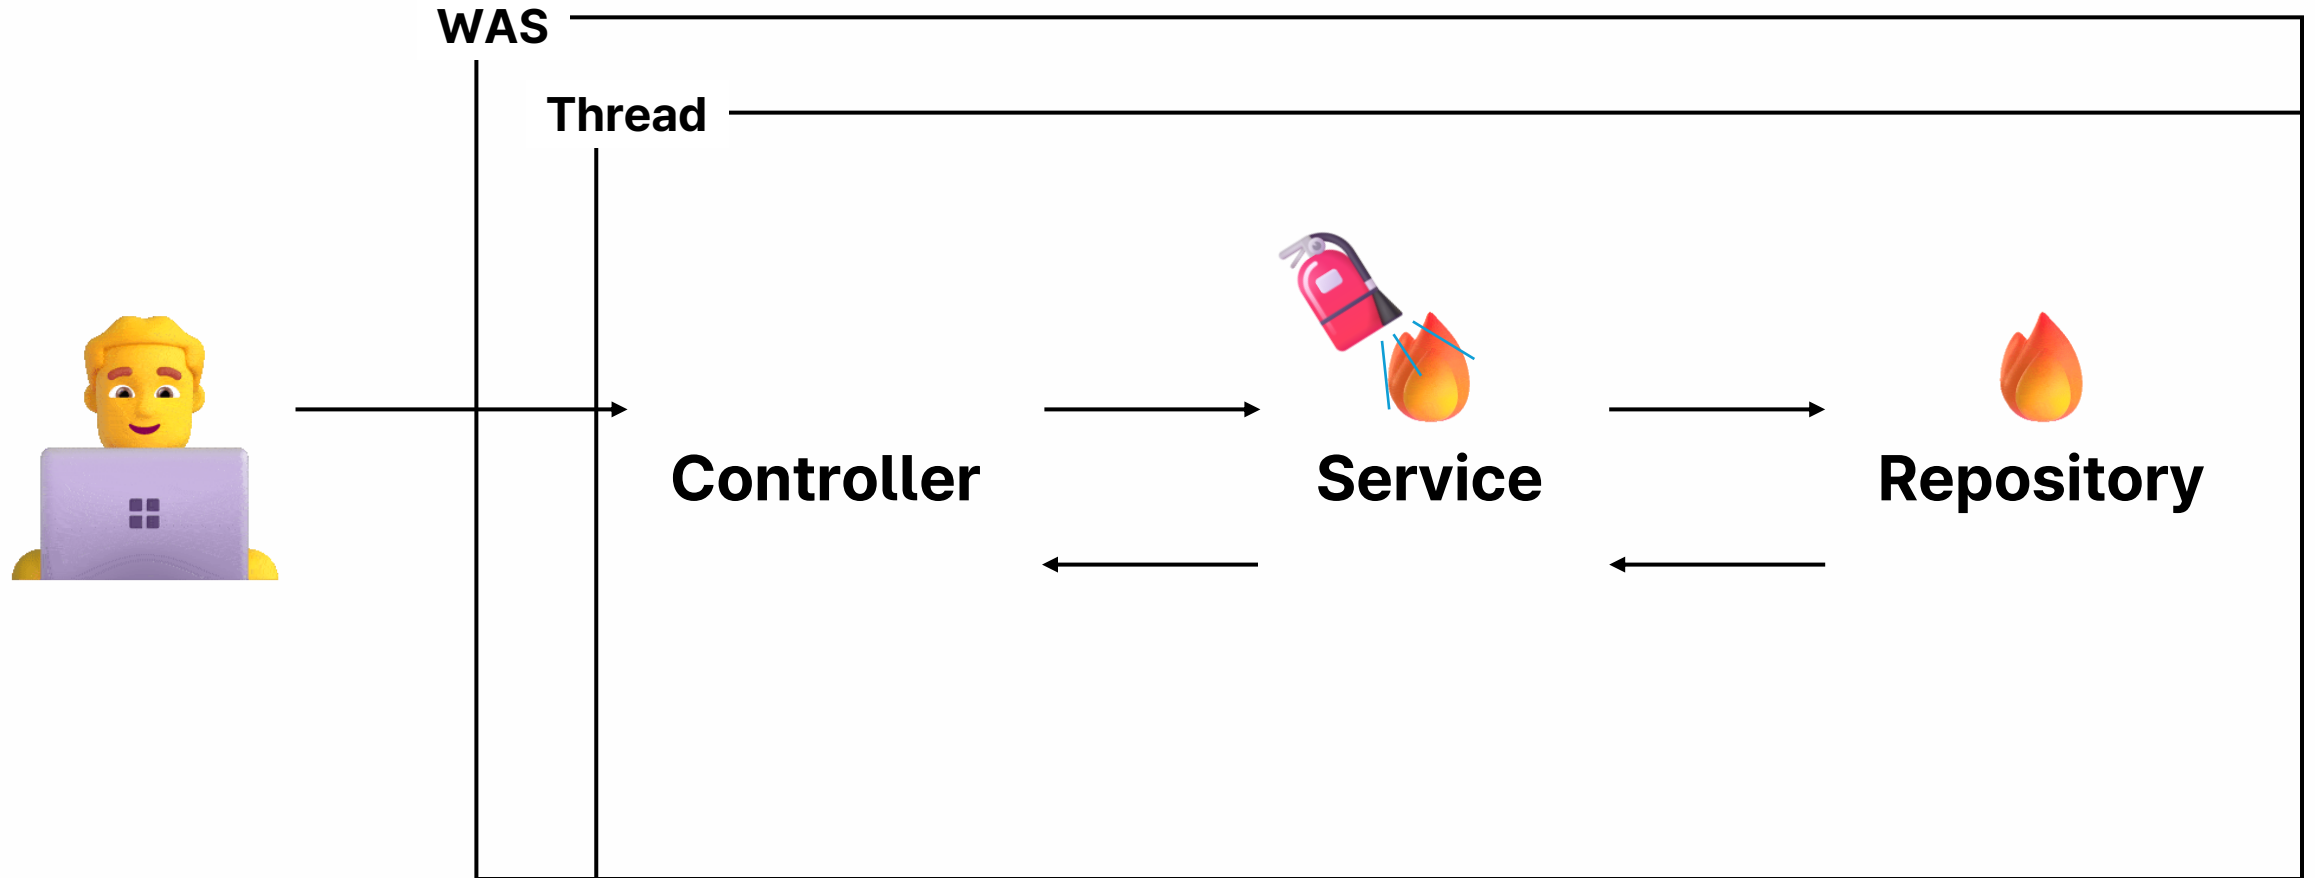 WAS
Thread
Controller
Service
Repository